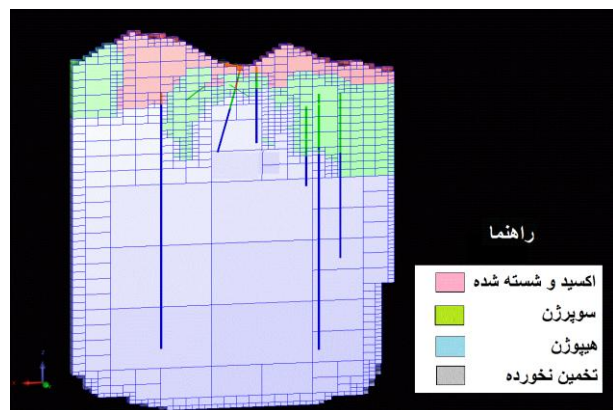 راهنما
اکسید و شسته شده
سوپرژن
هیپوژن
تخمین نخورده